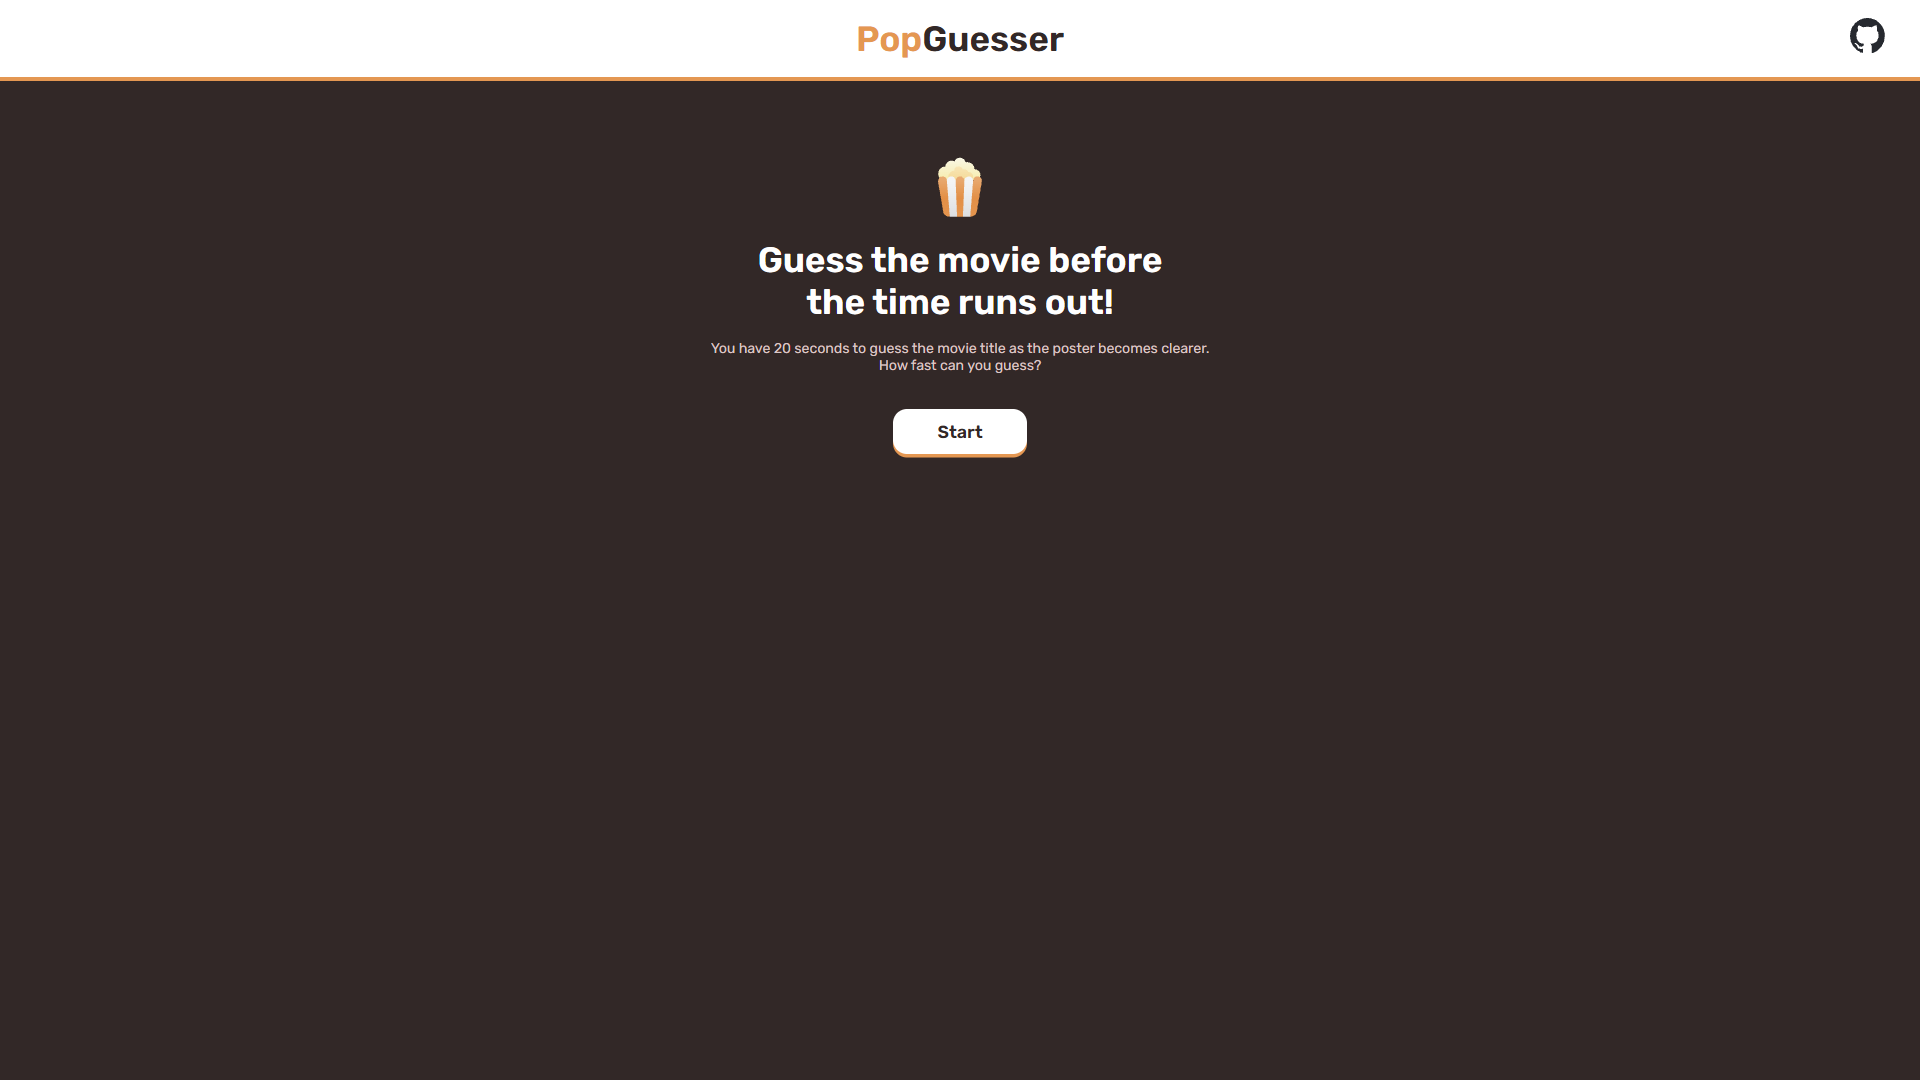 PopGuesser
Guess the movie before
the time runs out!
You have 20 seconds to guess the movie title as the poster becomes clearer.
How fast can you guess?
Start